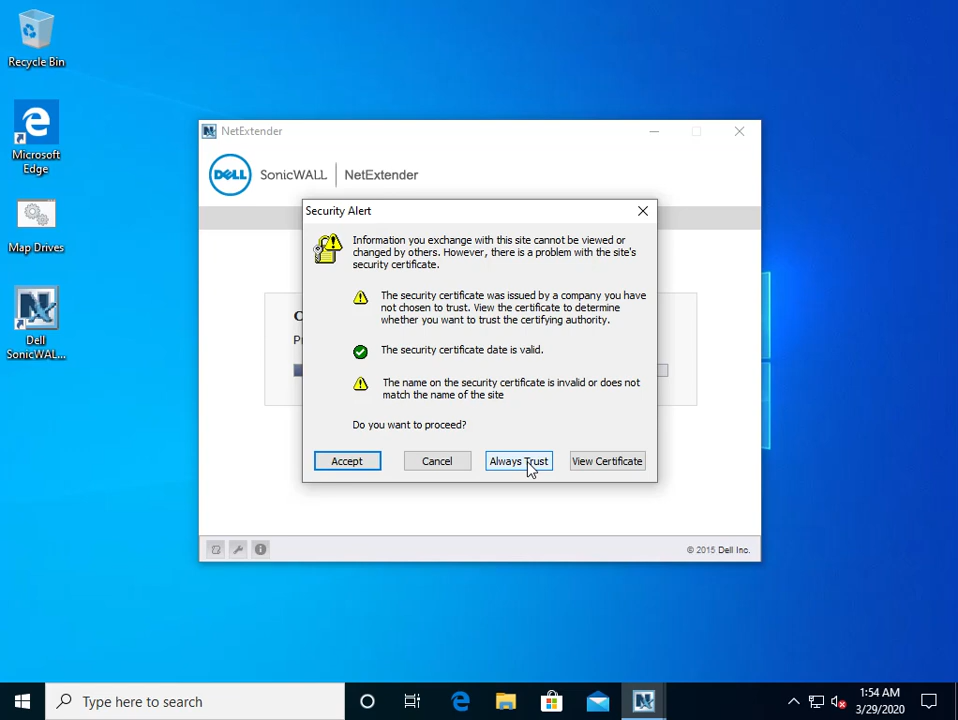 Recycle Bin
Microsoft
Edge
Map Drives
Dell
SonicWAL...
NetExtender
DELL
SonicWALL
NetExtender
Security Alert
Information you exchange with this site cannot be viewed or
changed by others. However, there is a problem with the site's
security certificate.
The security certificate was issued by a company you have
not chosen to trust. View the certificate to determine
whether you want to trust the certifying authority.
The security certificate date is valid.
The name on the security certificate is invalid or does not
match the name of the site
Do you want to proceed?
Accept
Cancel
Always Trust
View Certificate
© 2015 Dell Inc.
Type here to search
1:54 AM
3/29/2020